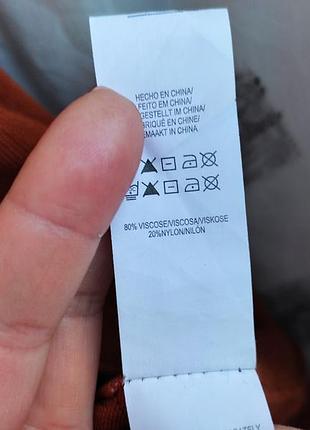 HECHO EN CHINA/
FEITO EM CHINA/
GESTELLT IM CHINA/
BRIQUÉ EN CHINE/
EMAAKT IN CHINA
80% VISCOSE/VISCOSA/VISKOSE
20%NYLON/NILÓN